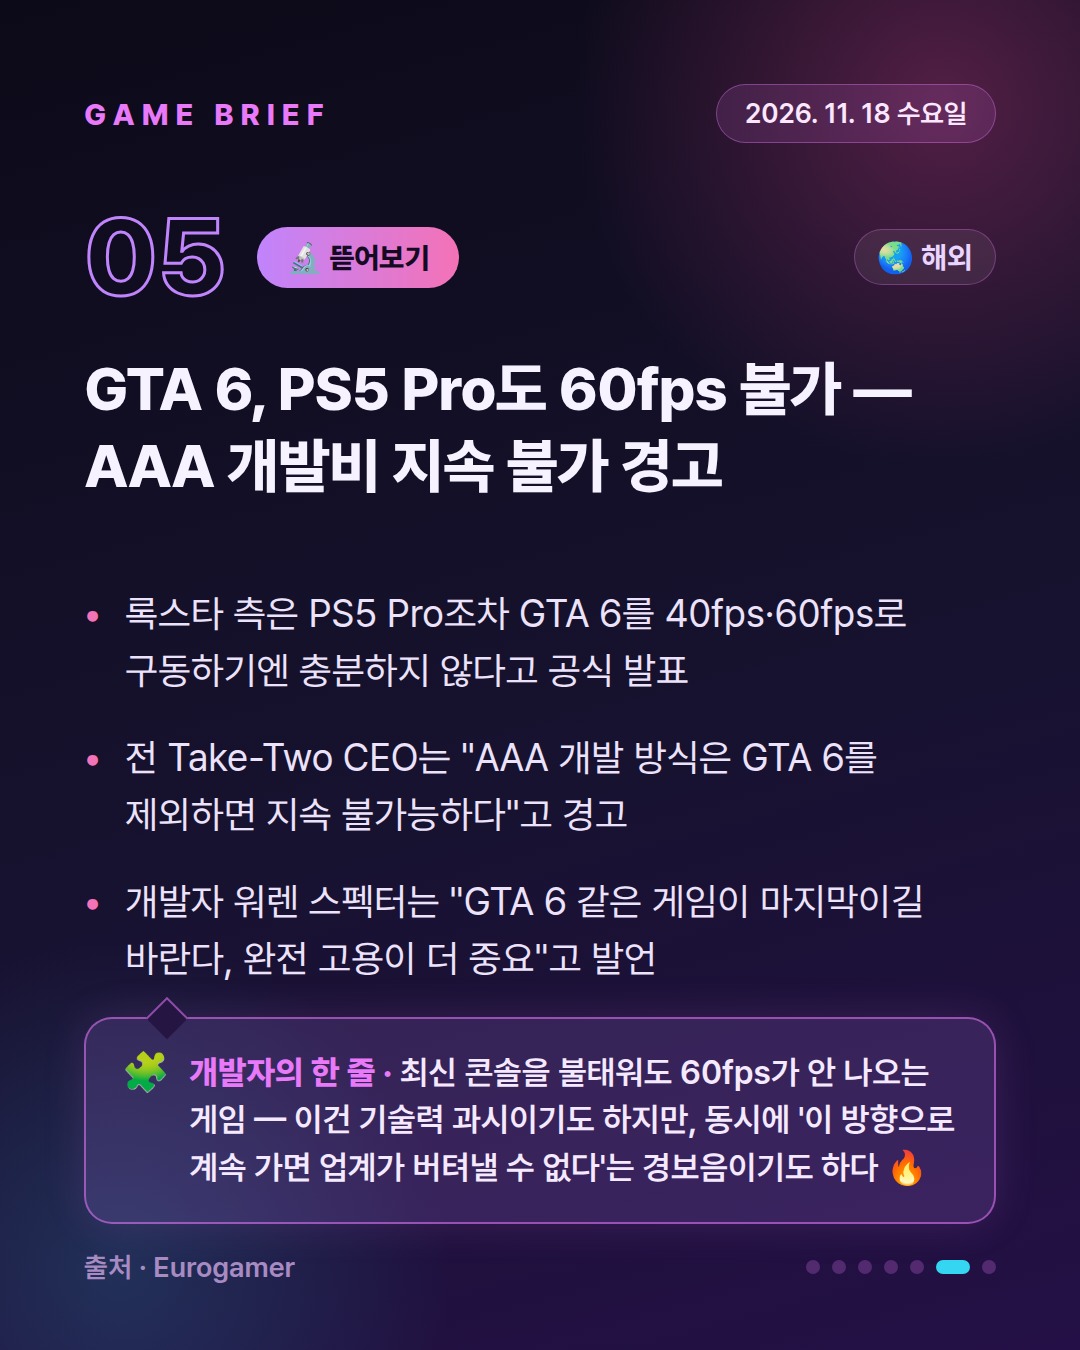 GAME BRIEF
2026. 11. 18 수요일
05
🔬 뜯어보기
🌏 해외
GTA 6, PS5 Pro도 60fps 불가 —
AAA 개발비 지속 불가 경고
• 록스타 측은 PS5 Pro조차 GTA 6를 40fps·60fps로
구동하기엔 충분하지 않다고 공식 발표
• 전 Take-Two CEO는 "AAA 개발 방식은 GTA 6를
제외하면 지속 불가능하다"고 경고
• 개발자 워렌 스펙터는 "GTA 6 같은 게임이 마지막이길
바란다, 완전 고용이 더 중요"고 발언
🧩 개발자의 한 줄 · 최신 콘솔을 불태워도 60fps가 안 나오는
게임 — 이건 기술력 과시이기도 하지만, 동시에 '이 방향으로
계속 가면 업계가 버텨낼 수 없다'는 경보음이기도 하다 🔥
출처 · Eurogamer